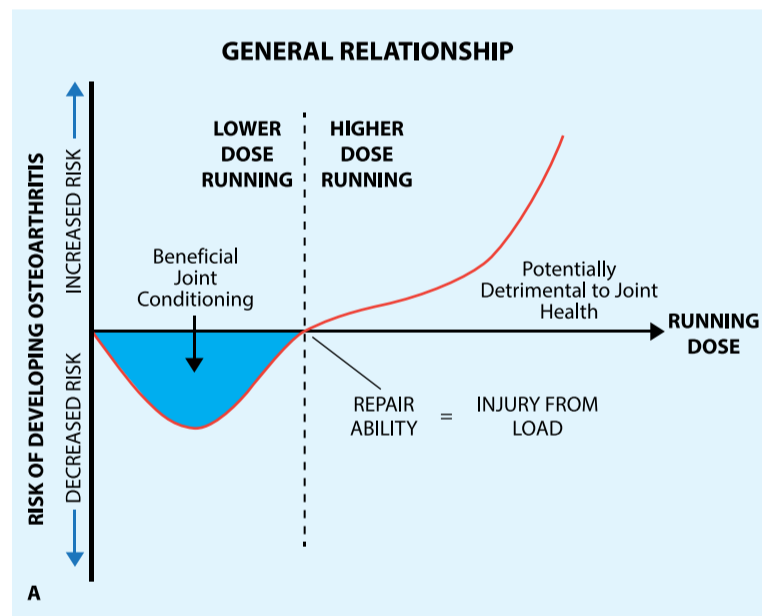 GENERAL RELATIONSHIP
RISK OF DEVELOPING OSTEOARTHRITIS
INCREASED RISK
DECREASED RISK
LOWER
DOSE
RUNNING
HIGHER
DOSE
RUNNING
Beneficial
Joint
Conditioning
Potentially
Detrimental to Joint
Health
RUNNING
DOSE
REPAIR
ABILITY
=
INJURY FROM
LOAD
A